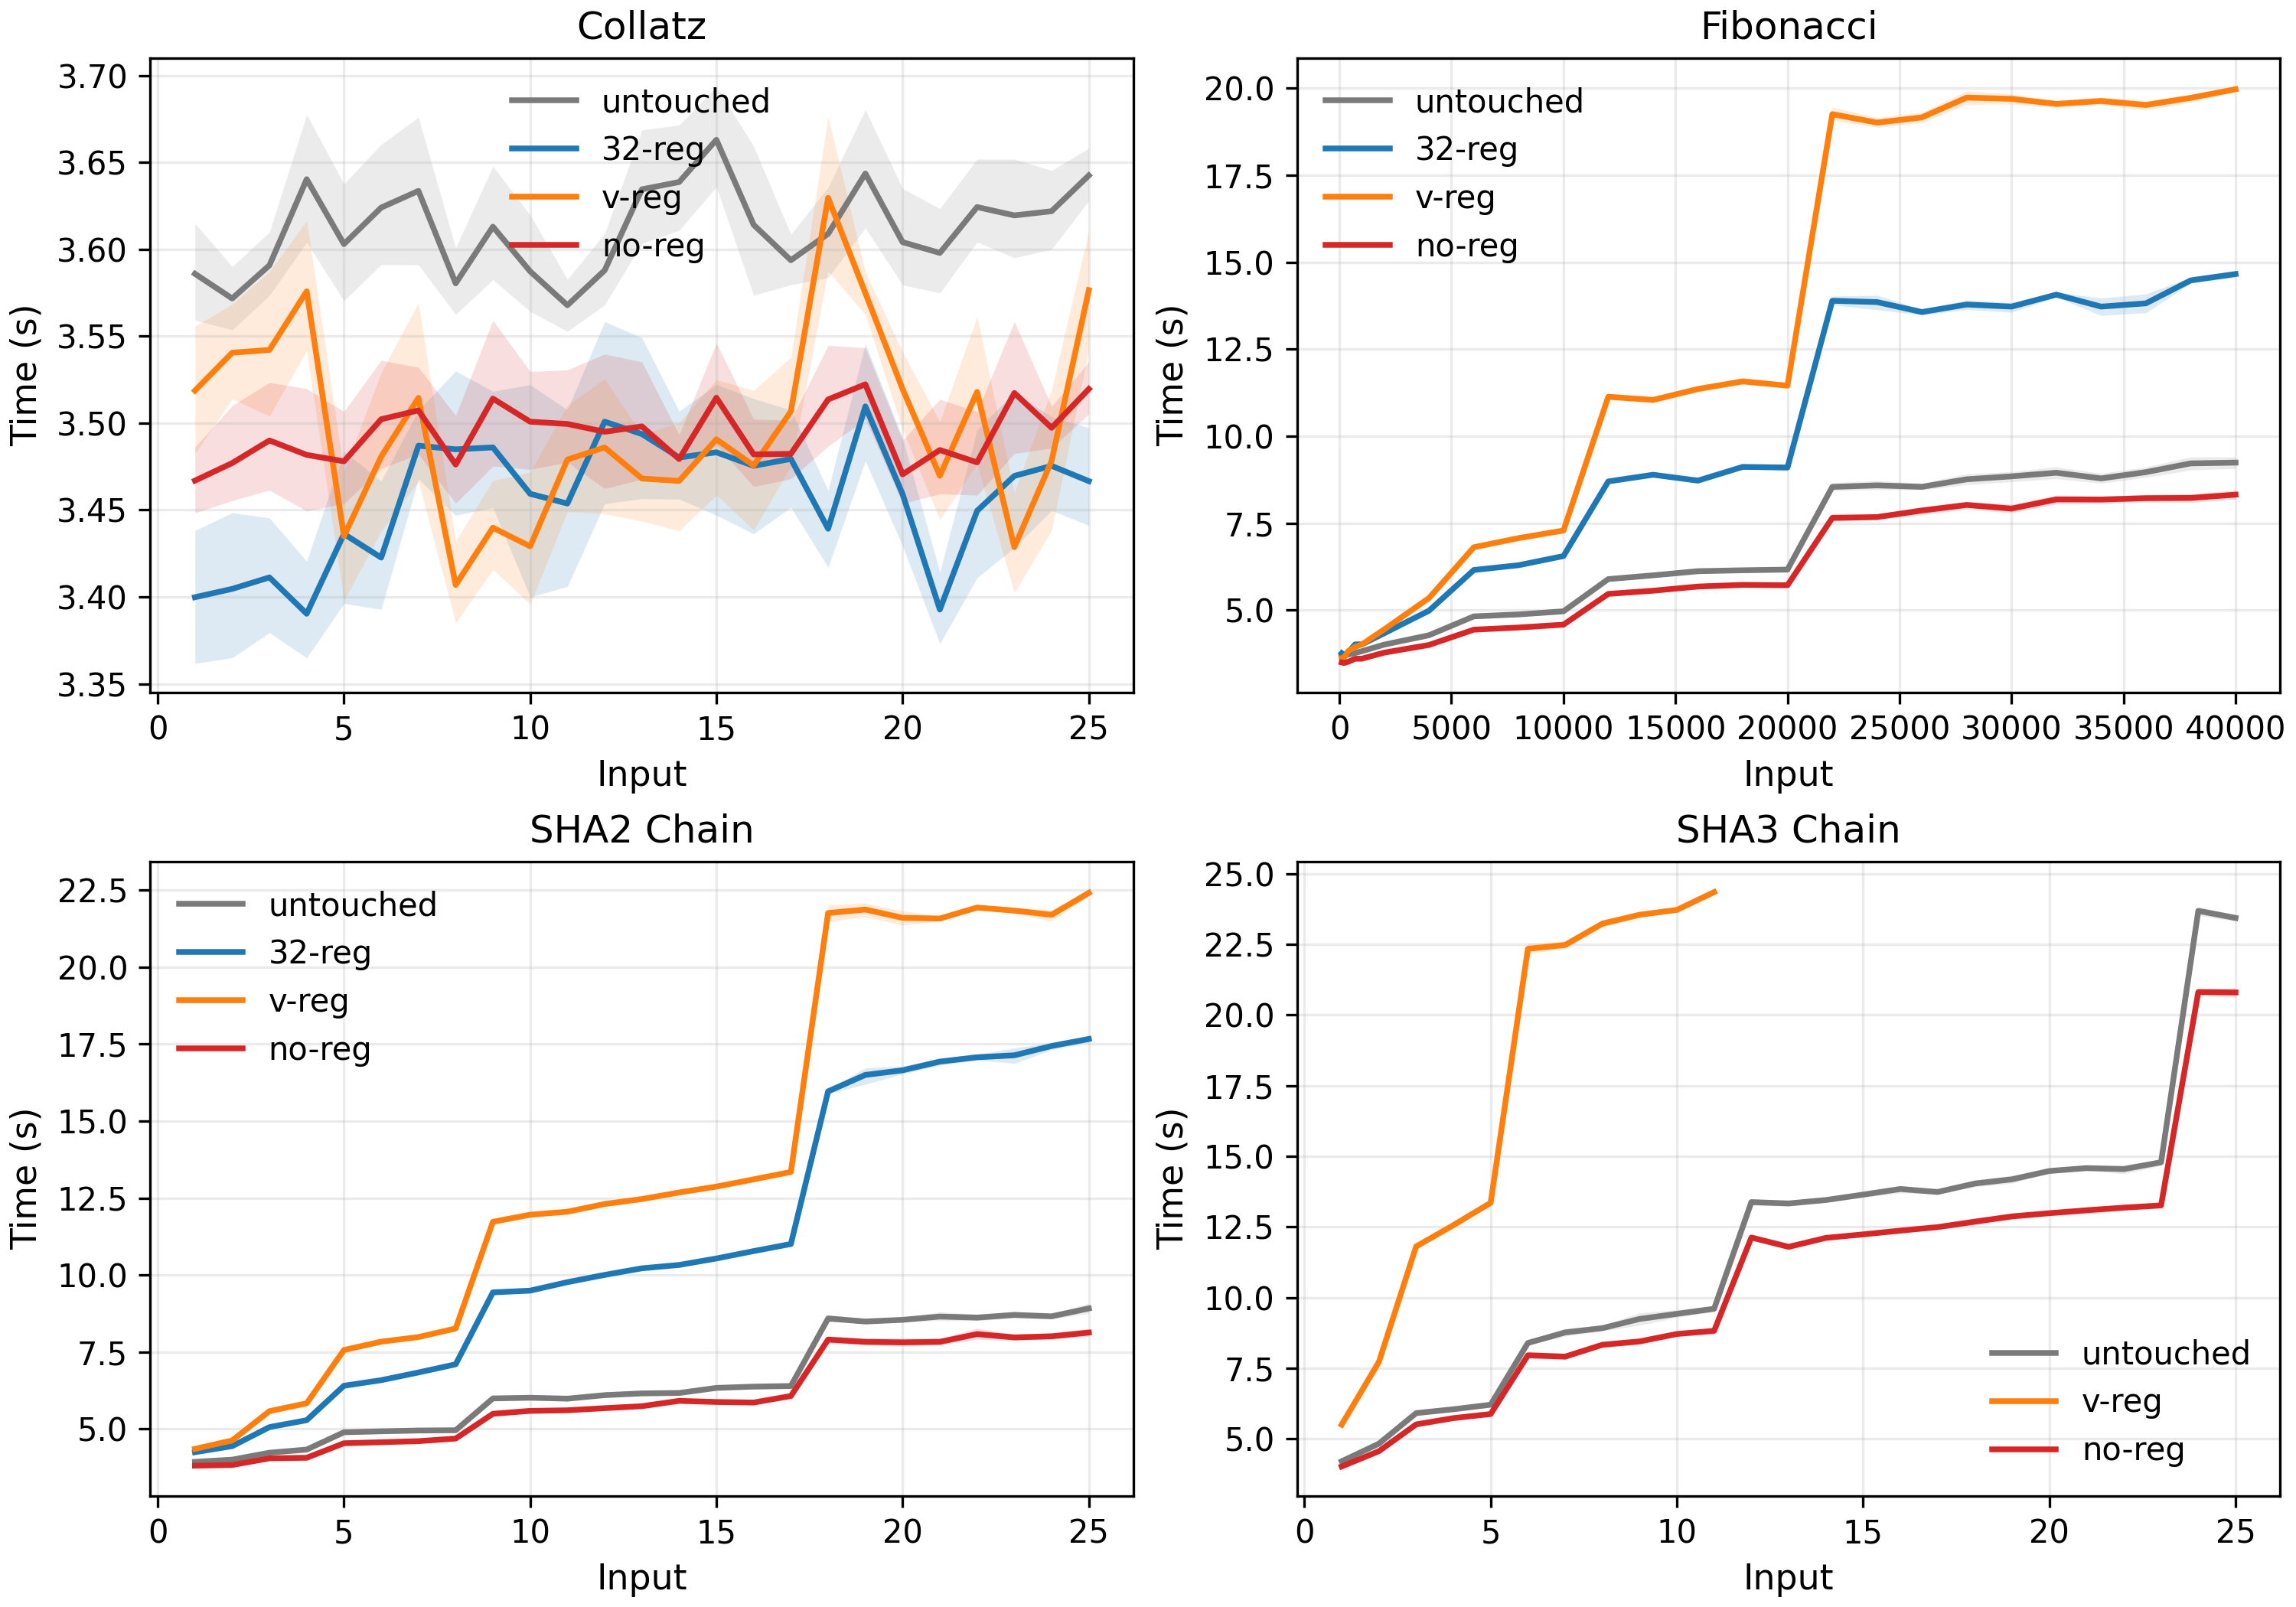 Collatz
Time (s)
3.70
3.65
3.60
3.55
3.50
3.45
3.40
3.35
untouched
32-reg
v-reg
no-reg
0 5 10 15 20 25
Input
Fibonacci
Time (s)
20.0
17.5
15.0
12.5
10.0
7.5
5.0
untouched
32-reg
v-reg
no-reg
0 5000 10000 15000 20000 25000 30000 35000 40000
Input
SHA2 Chain
Time (s)
22.5
20.0
17.5
15.0
12.5
10.0
7.5
5.0
untouched
32-reg
v-reg
no-reg
0 5 10 15 20 25
Input
SHA3 Chain
Time (s)
25.0
22.5
20.0
17.5
15.0
12.5
10.0
7.5
5.0
untouched
v-reg
no-reg
0 5 10 15 20 25
Input